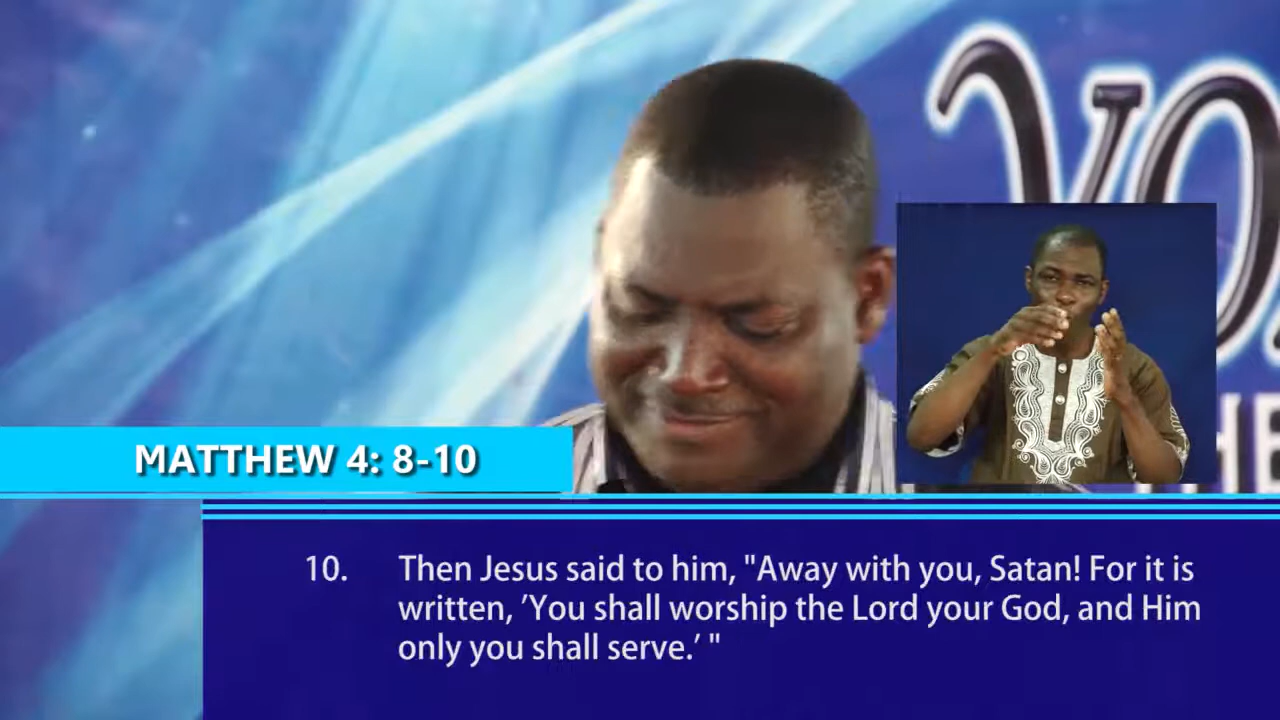 MATTHEW 4: 8-10
10. Then Jesus said to him, "Away with you, Satan! For it is
written, ’You shall worship the Lord your God, and Him
only you shall serve.’ "